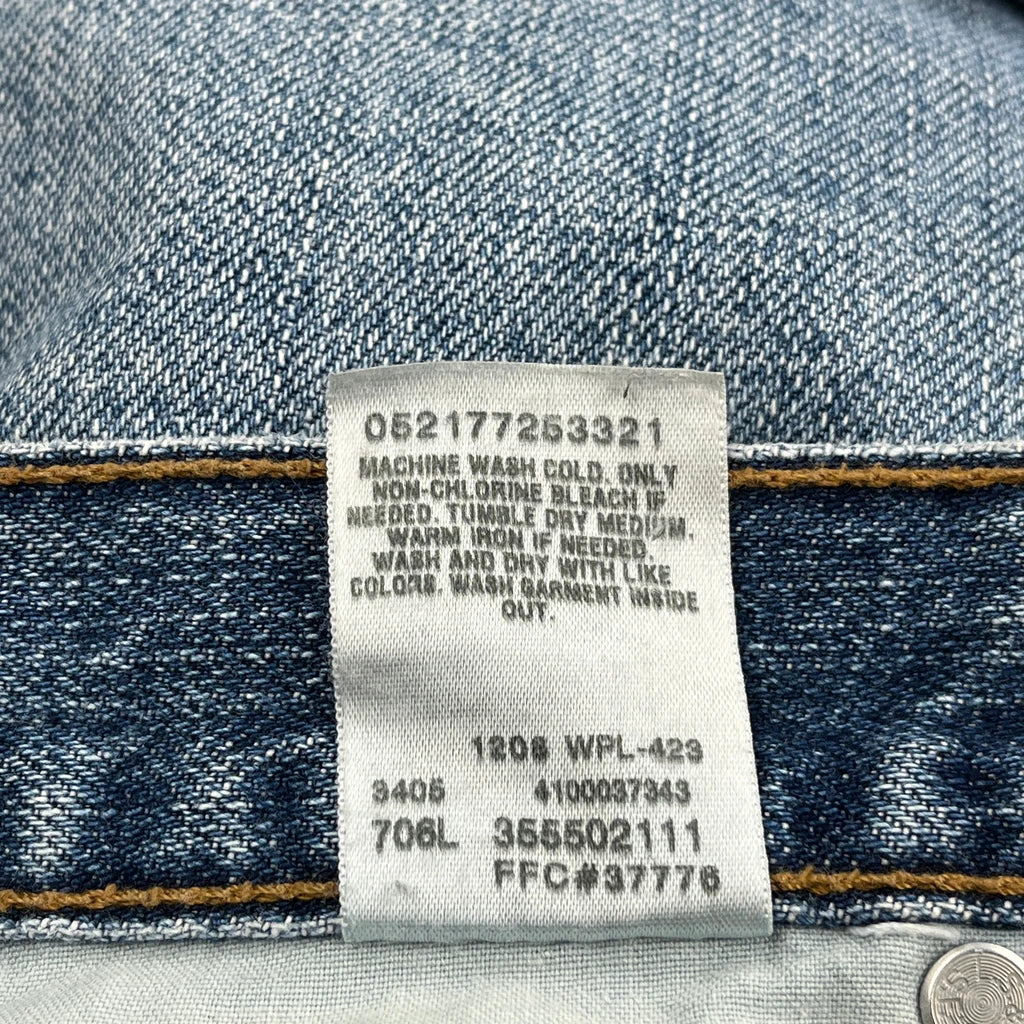 052177253321
MACHINE WASH COLD. ONLY
NON-CHLORINE BLEACH IF
NEEDED. TUMBLE DRY MEDIUM.
WARM IRON IF NEEDED.
WASH AND DRY WITH LIKE
COLORS. WASH GARMENT INSIDE
OUT.
1208 WPL-423
9405 4100037343
706L 355502111
FFC#37776